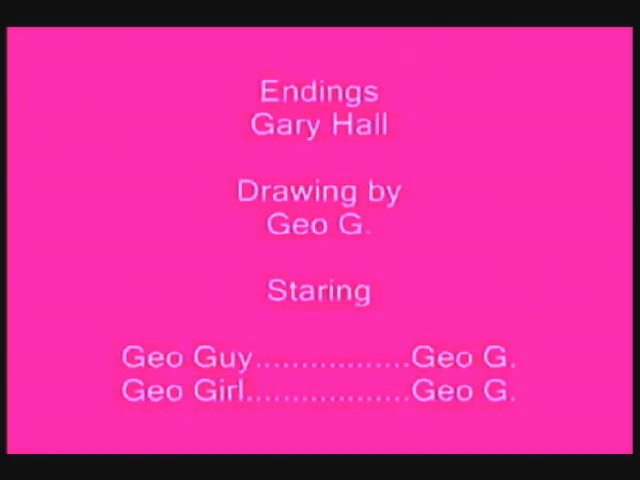 Endings
Gary Hall
Drawing by
Geo G.
Staring
Geo Guy.................Geo G.
Geo Girl..................Geo G.